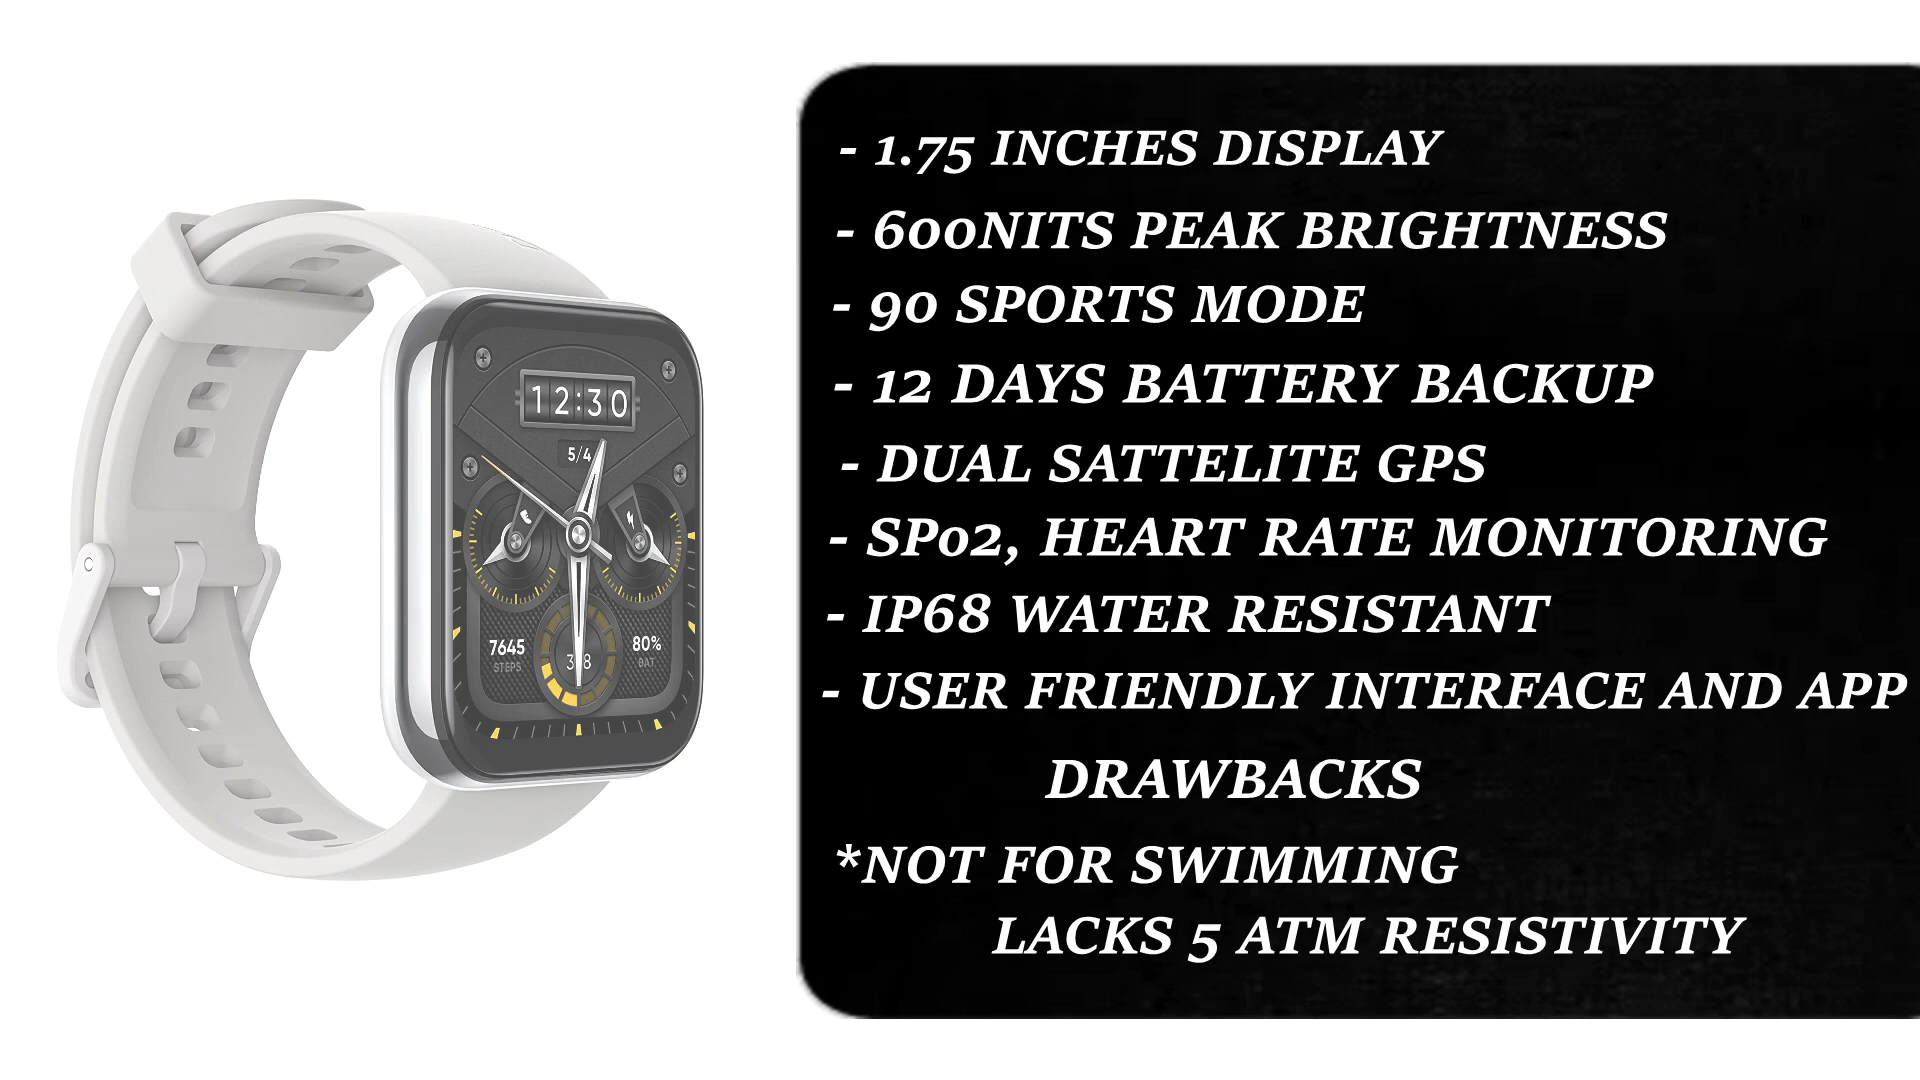 12:30
5/4
7645
STEPS
80%
BAT
- 1.75 INCHES DISPLAY
- 600NITS PEAK BRIGHTNESS
- 90 SPORTS MODE
- 12 DAYS BATTERY BACKUP
- DUAL SATTELITE GPS
- SP02, HEART RATE MONITORING
- IP68 WATER RESISTANT
- USER FRIENDLY INTERFACE AND APP
DRAWBACKS
*NOT FOR SWIMMING
LACKS 5 ATM RESISTIVITY